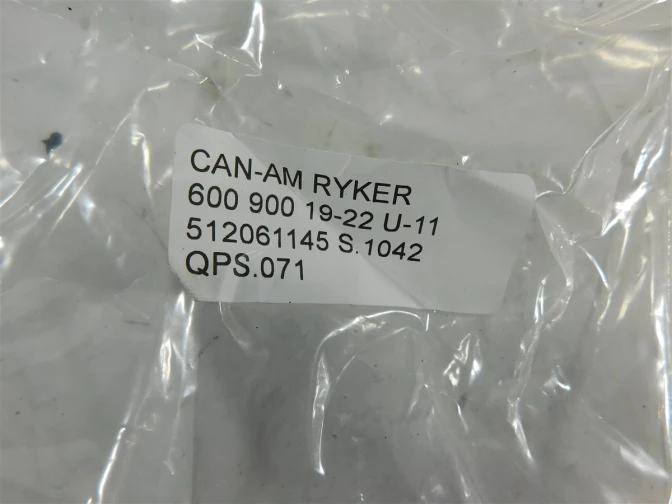 CAN-AM RYKER
600 900 19-22 U-11
512061145 S.1042
QPS.071